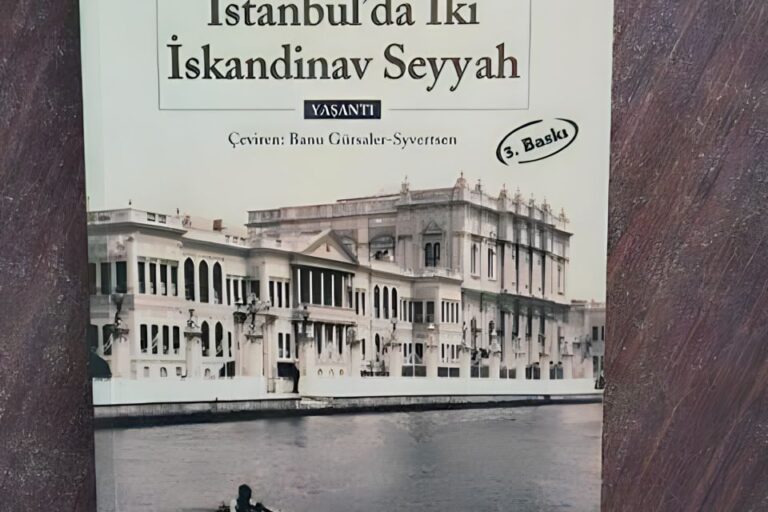 İstanbul'da İki
İskandinav Seyyah
YAŞANTI
Çeviren: Banu Gürsaler-Syvertsen
3. Baskı